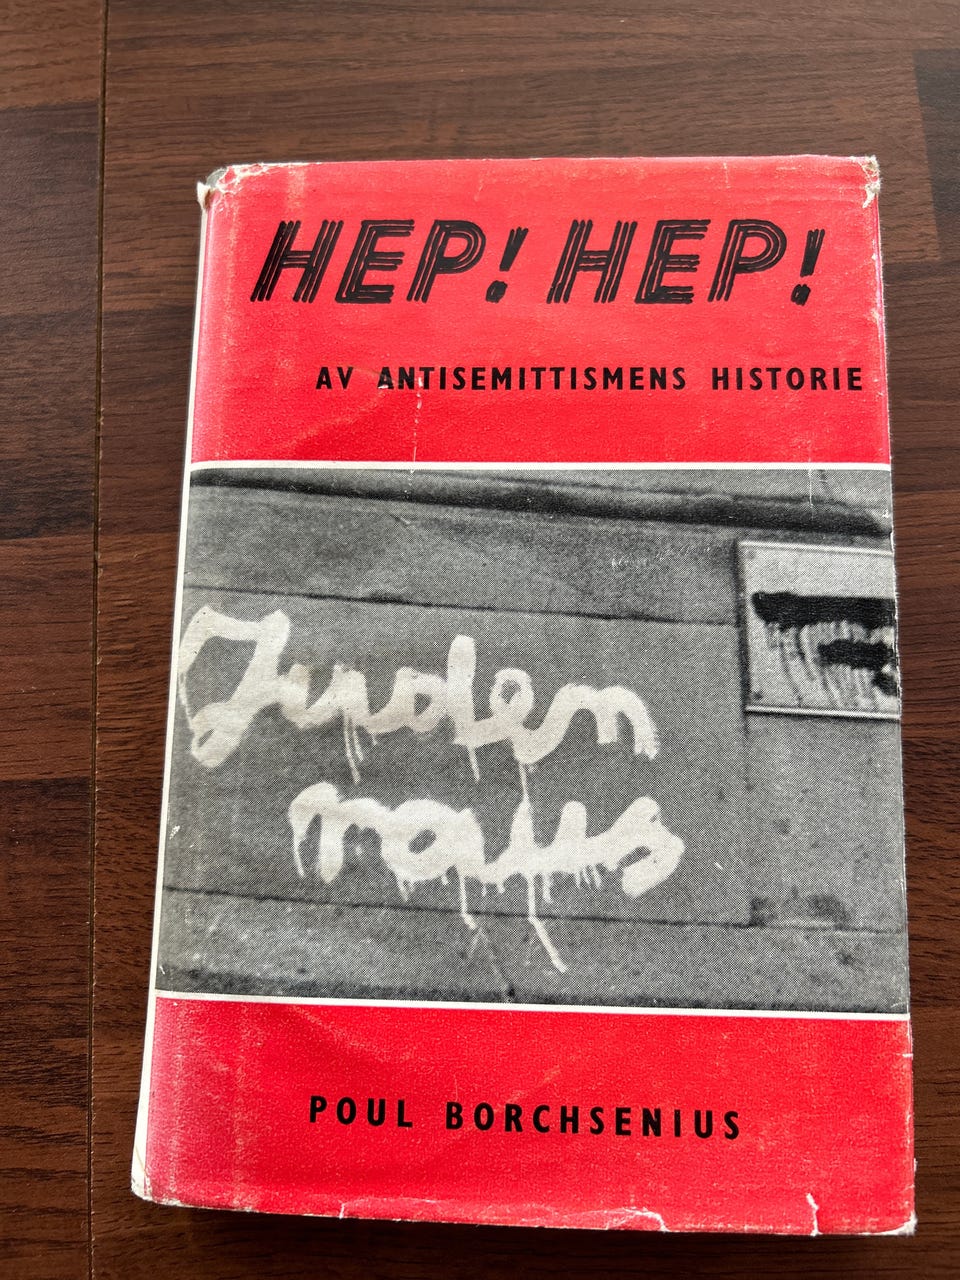 HEP! HEP!
AV ANTISEMITTISMENS HISTORIE
Juden
raus
POUL BORCHSENIUS